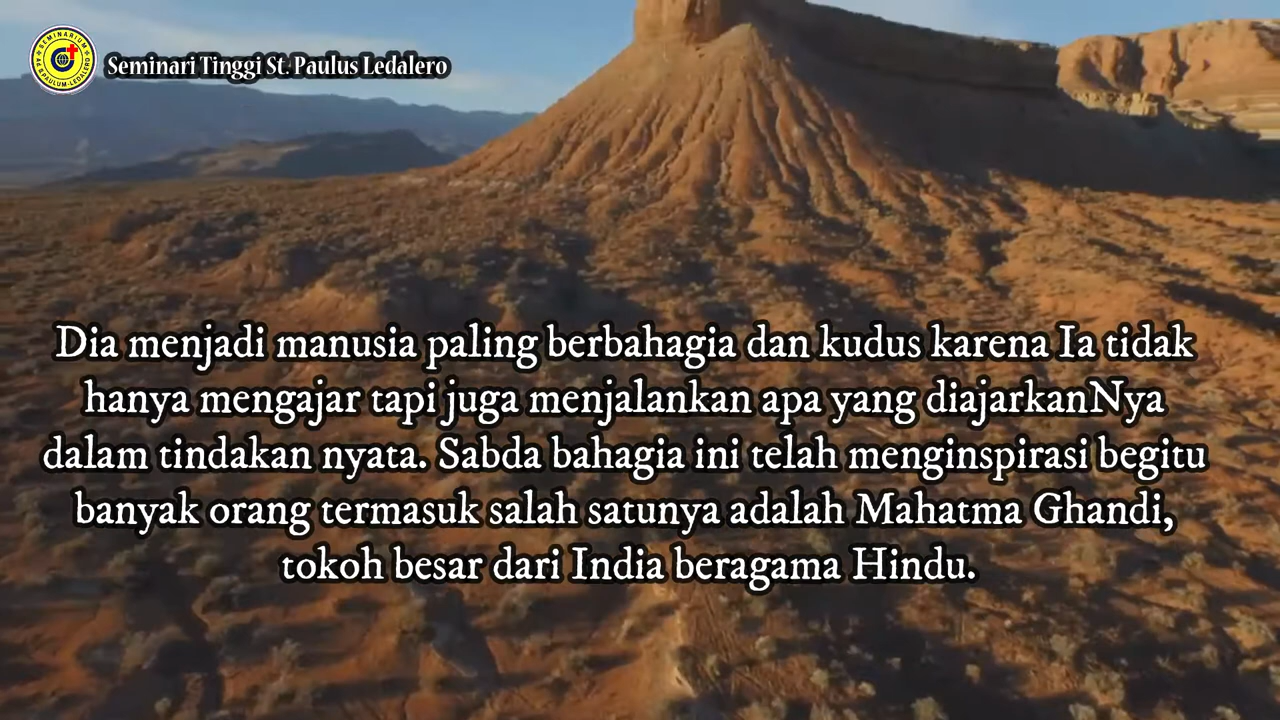 SEMINARIUM
Seminari Tinggi St. Paulus Ledalero
Dia menjadi manusia paling berbahagia dan kudus karena Ia tidak
hanya mengajar tapi juga menjalankan apa yang diajarkanNya
dalam tindakan nyata. Sabda bahagia ini telah menginspirasi begitu
banyak orang termasuk salah satunya adalah Mahatma Ghandi,
tokoh besar dari India beragama Hindu.